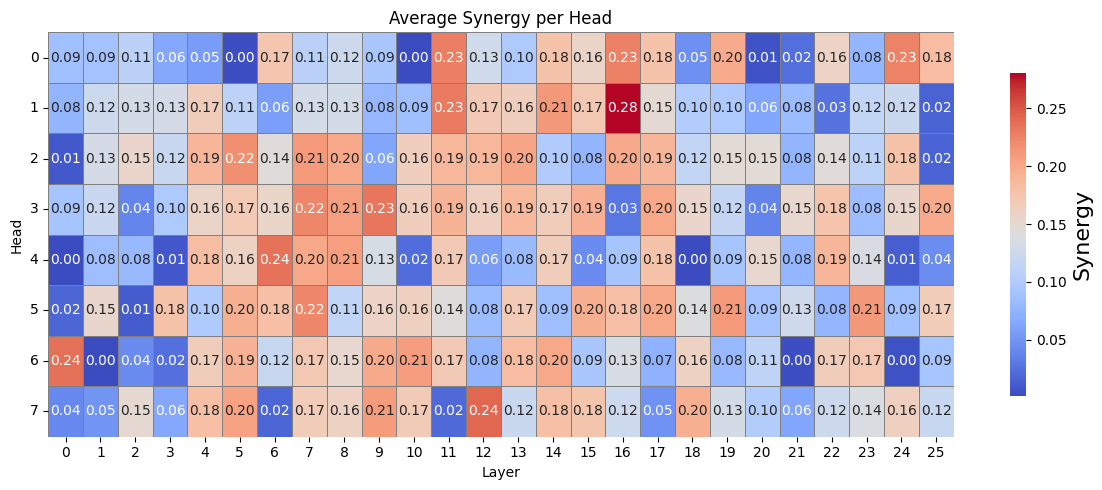 Average Synergy per Head
0 0.09 0.09 0.11 0.06 0.05 0.00 0.17 0.11 0.12 0.09 0.00 0.23 0.13 0.10 0.18 0.16 0.23 0.18 0.05 0.20 0.01 0.02 0.16 0.08 0.23 0.18
1 0.08 0.12 0.13 0.13 0.17 0.11 0.06 0.13 0.13 0.08 0.09 0.23 0.17 0.16 0.21 0.17 0.28 0.15 0.10 0.10 0.06 0.08 0.03 0.12 0.12 0.02
2 0.01 0.13 0.15 0.12 0.19 0.22 0.14 0.21 0.20 0.06 0.16 0.19 0.19 0.20 0.10 0.08 0.20 0.19 0.12 0.15 0.15 0.08 0.14 0.11 0.18 0.02
3 0.09 0.12 0.04 0.10 0.16 0.17 0.16 0.22 0.21 0.23 0.16 0.19 0.16 0.19 0.17 0.19 0.03 0.20 0.15 0.12 0.04 0.15 0.18 0.08 0.15 0.20
4 0.00 0.08 0.08 0.01 0.18 0.16 0.24 0.20 0.21 0.13 0.02 0.17 0.06 0.08 0.17 0.04 0.09 0.18 0.00 0.09 0.15 0.08 0.19 0.14 0.01 0.04
5 0.02 0.15 0.01 0.18 0.10 0.20 0.18 0.22 0.11 0.16 0.16 0.14 0.08 0.17 0.09 0.20 0.18 0.20 0.14 0.21 0.09 0.13 0.08 0.21 0.09 0.17
6 0.24 0.00 0.04 0.02 0.17 0.19 0.12 0.17 0.15 0.20 0.21 0.17 0.08 0.18 0.20 0.09 0.13 0.07 0.16 0.08 0.11 0.00 0.17 0.17 0.00 0.09
7 0.04 0.05 0.15 0.06 0.18 0.20 0.02 0.17 0.16 0.21 0.17 0.02 0.24 0.12 0.18 0.18 0.12 0.05 0.20 0.13 0.10 0.06 0.12 0.14 0.16 0.12
0 1 2 3 4 5 6 7 8 9 10 11 12 13 14 15 16 17 18 19 20 21 22 23 24 25
Layer
Head
0.25
0.20
0.15
0.10
0.05
Synergy